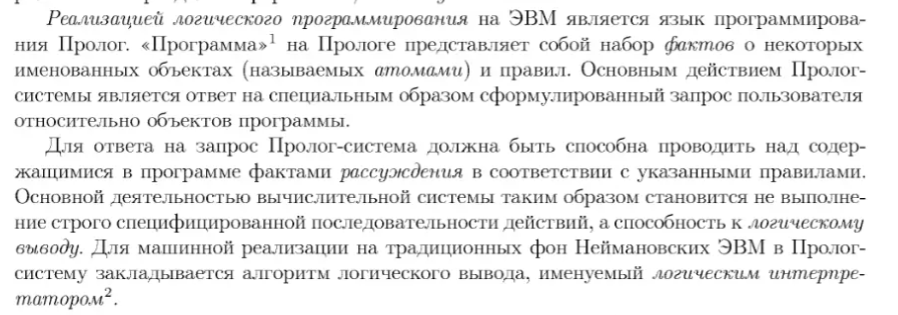 Реализацией логического программирования на ЭВМ является язык программирова-
ния Пролог. «Программа»¹ на Прологе представляет собой набор фактов о некоторых
именованных объектах (называемых атомами) и правил. Основным действием Пролог-
системы является ответ на специальным образом сформулированный запрос пользователя
относительно объектов программы.
Для ответа на запрос Пролог-система должна быть способна проводить над содер-
жащимися в программе фактами рассуждения в соответствии с указанными правилами.
Основной деятельностью вычислительной системы таким образом становится не выполне-
ние строго специфицированной последовательности действий, а способность к логическому
выводу. Для машинной реализации на традиционных фон Неймановских ЭВМ в Пролог-
систему закладывается алгоритм логического вывода, именуемый логическим интерпре-
татором².